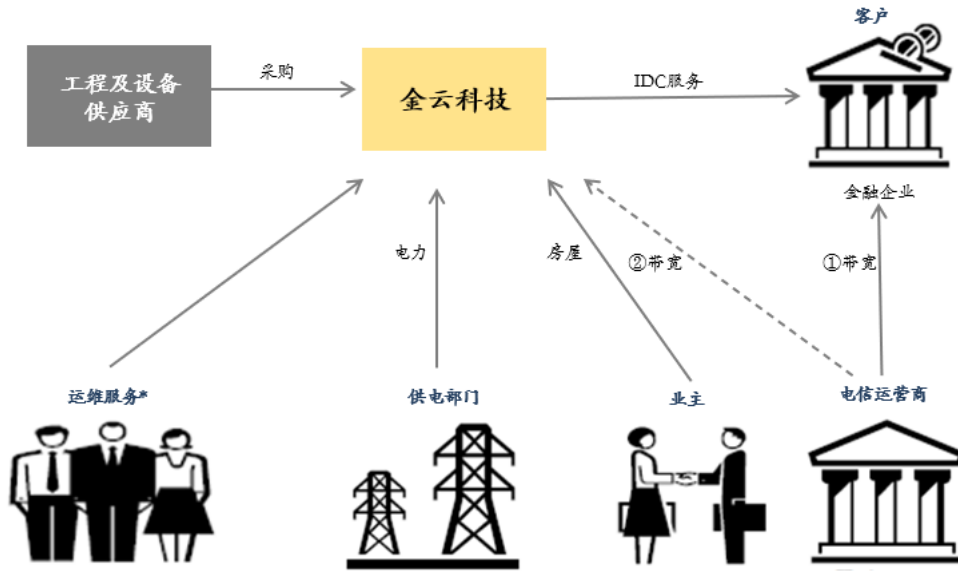 客户
工程及设备
供应商
采购
金云科技
IDC服务
金融企业
电力
房屋
②带宽
①带宽
运维服务*
供电部门
业主
电信运营商